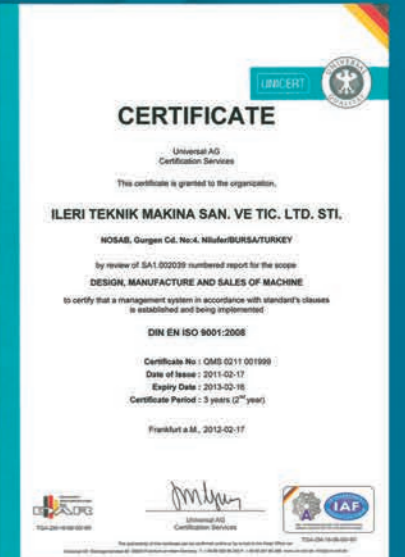 UNICERT
UNIVERSAL
QUALITÄT
CERTIFICATE
Universal AG
Certification Services
This certificate is granted to the organization,
ILERI TEKNIK MAKINA SAN. VE TIC. LTD. STI.
NOSAB, Gurgen Cd. No:4, Nilufer/BURSA/TURKEY
by review of SA1.002039 numbered report for the scope
DESIGN, MANUFACTURE AND SALES OF MACHINE
to certify that a management system in accordance with standard's clauses
is established and being implemented
DIN EN ISO 9001:2008
Certificate No : QMS 0211 001999
Date of Issue : 2011-02-17
Expiry Date : 2013-02-16
Certificate Period : 3 years (2nd year)
Frankfurt a.M., 2012-02-17
Universal AG
Certification Services
IAF